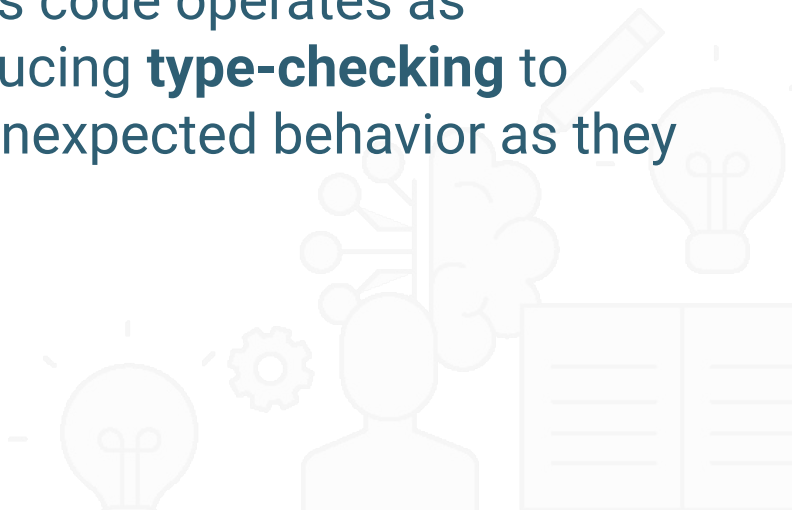 s code operates as
ucing type-checking to
nexpected behavior as they